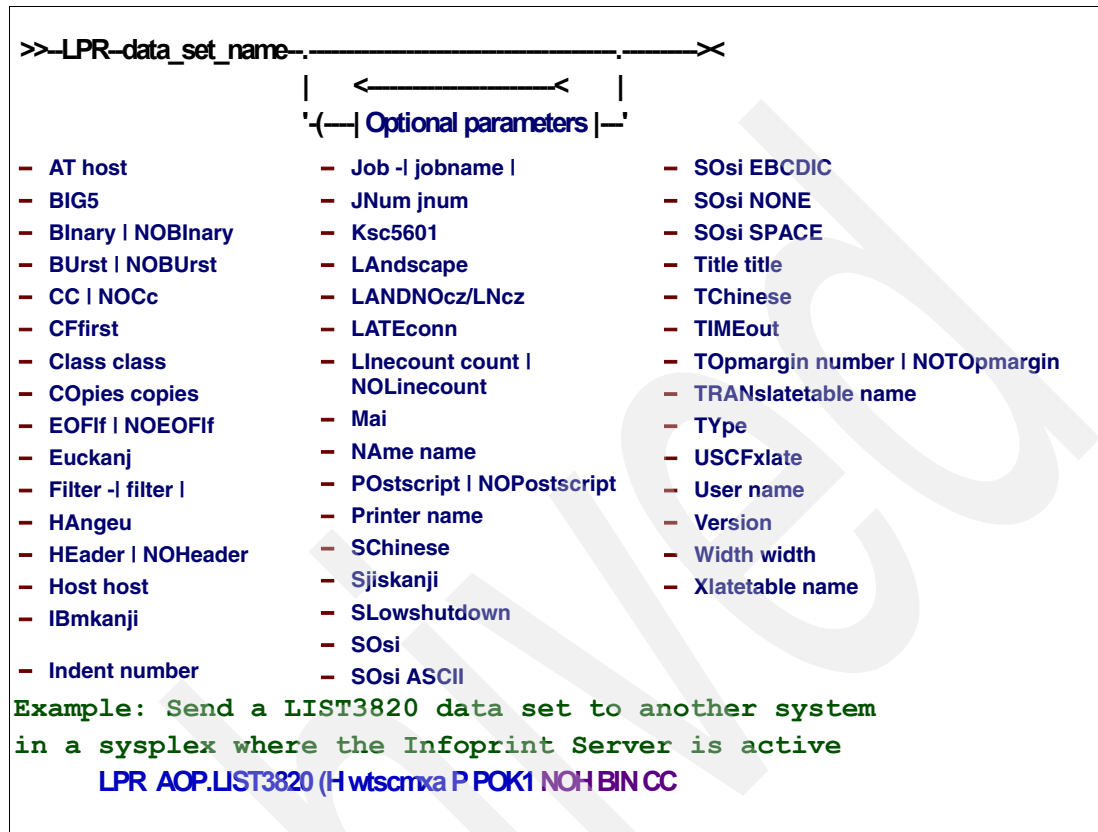 >>--LPR--data_set_name--.---------------------------------------.----------><
| <-----------------------< |
'-(----| Optional parameters |---'
– AT host
– BIG5
– BInary | NOBInary
– BUrst | NOBUrst
– CC | NOCc
– CFfirst
– Class class
– COpies copies
– EOFlf | NOEOFlf
– Euckanj
– Filter -| filter |
– HAngeu
– HEader | NOHeader
– Host host
– IBmkanji
– Indent number
– Job -| jobname |
– JNum jnum
– Ksc5601
– LAndscape
– LANDNOcz/LNcz
– LATEconn
– LInecount count |
NOLinecount
– Mai
– NAme name
– POstscript | NOPostscript
– Printer name
– SChinese
– Sjiskanji
– SLowshutdown
– SOsi
– SOsi ASCII
– SOsi EBCDIC
– SOsi NONE
– SOsi SPACE
– Title title
– TChinese
– TIMEout
– TOpmargin number | NOTOpmargin
– TRANslatetable name
– TYpe
– USCFxlate
– User name
– Version
– Width width
– Xlatetable name
Example: Send a LIST3820 data set to another system
in a sysplex where the Infoprint Server is active
LPR AOP.LIST3820 (H wtscmxa P POK1 NOH BIN CC